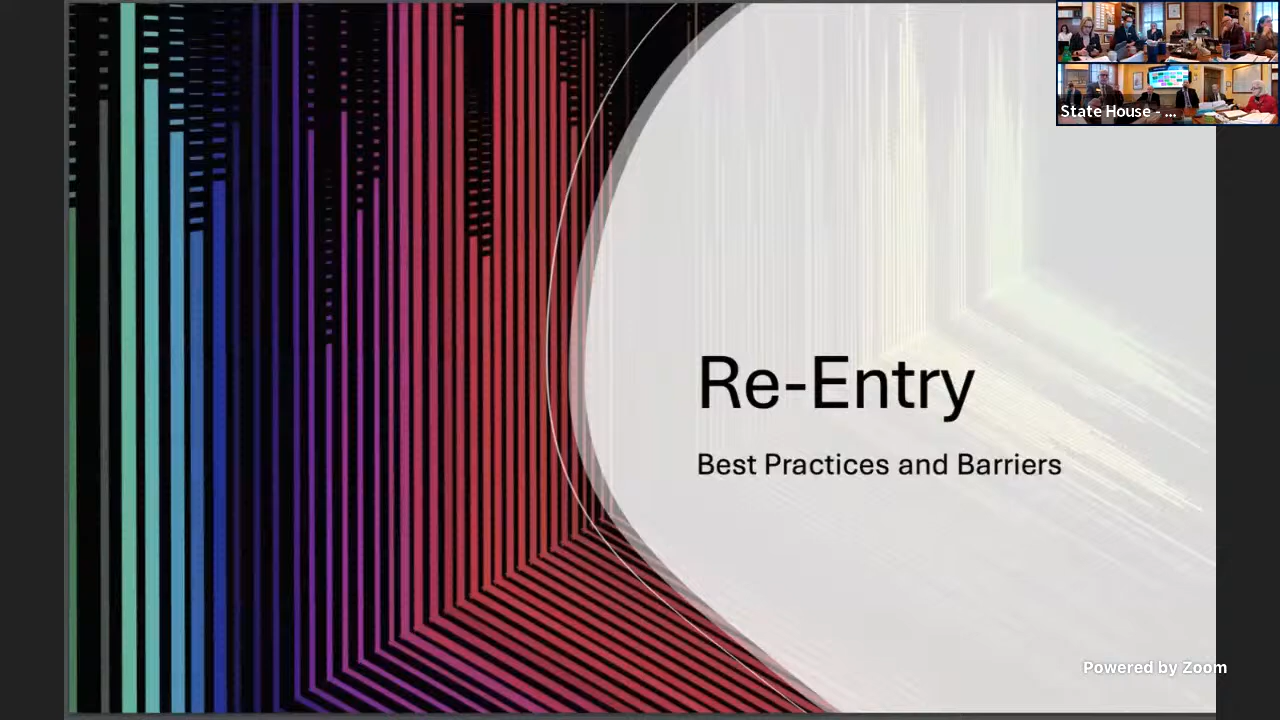 State House - ...
Re-Entry
Best Practices and Barriers
Powered by Zoom